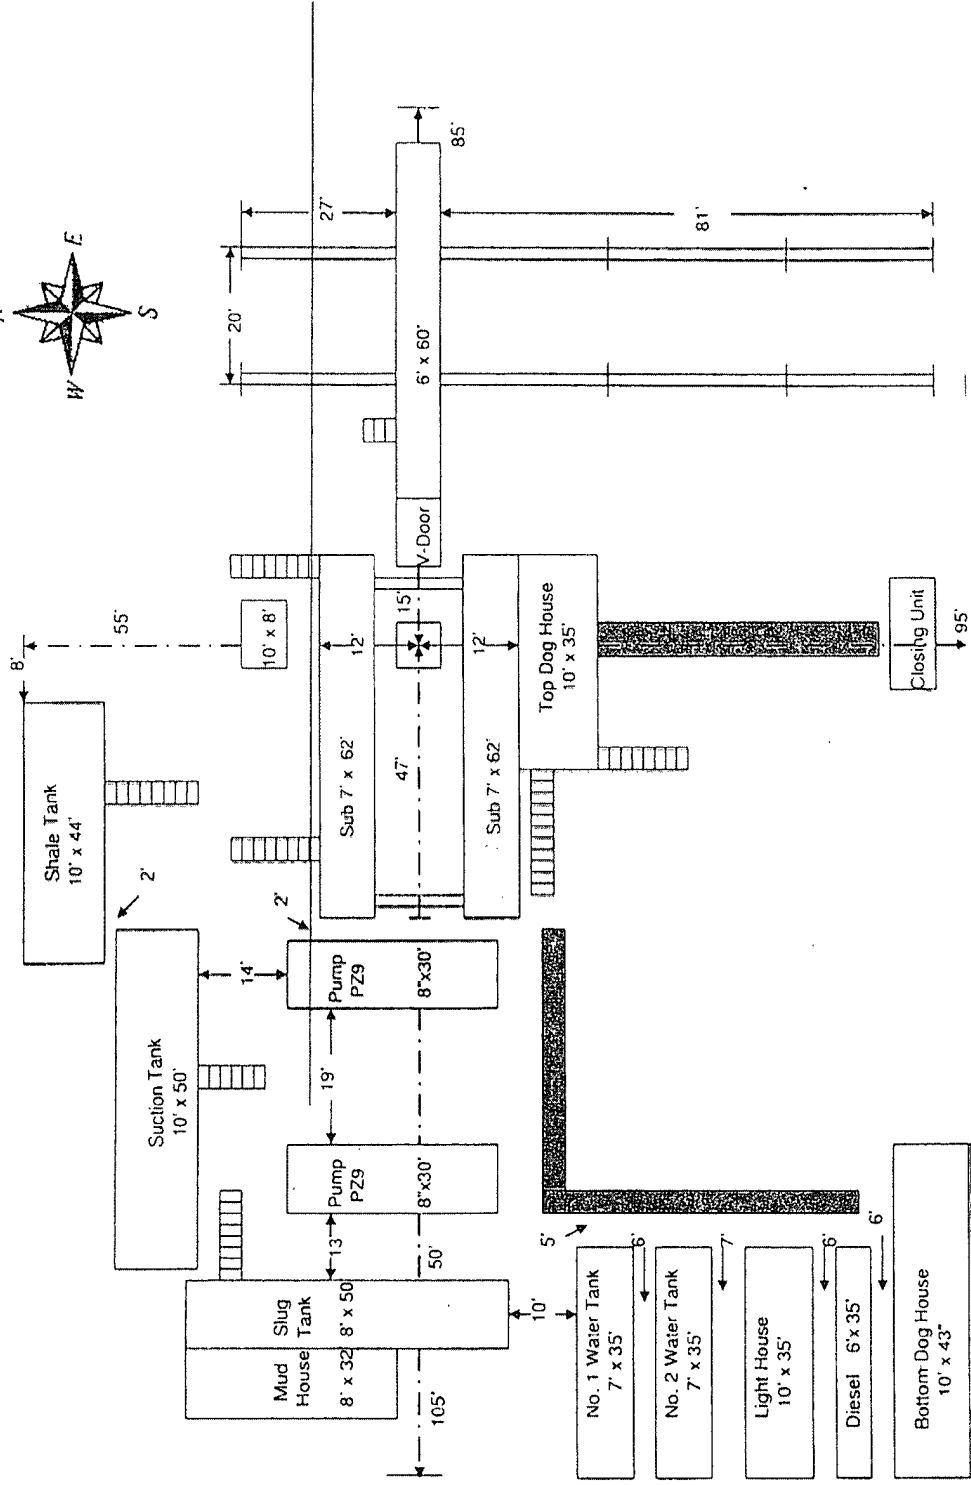 E
S
W
85'
27'
20'
81'
6' x 60'
V-Door
55'
8'
10' x 8'
15'
12'
12'
47'
Sub 7' x 62'
Sub 7' x 62'
Top Dog House
10' x 35'
Closing Unit
95'
Shale Tank
10' x 44'
2'
2'
14'
Suction Tank
10' x 50'
Pump
PZ9
8"x30'
19'
Pump
PZ9
8"x30'
13'
50'
Slug
Tank
8' x 50'
Mud
House
8' x 32'
105'
10'
5'
No. 1 Water Tank
7' x 35'
6'
No. 2 Water Tank
7' x 35'
7'
Light House
10' x 35'
6'
Diesel 6'x 35'
6'
Bottom Dog House
10' x 43"